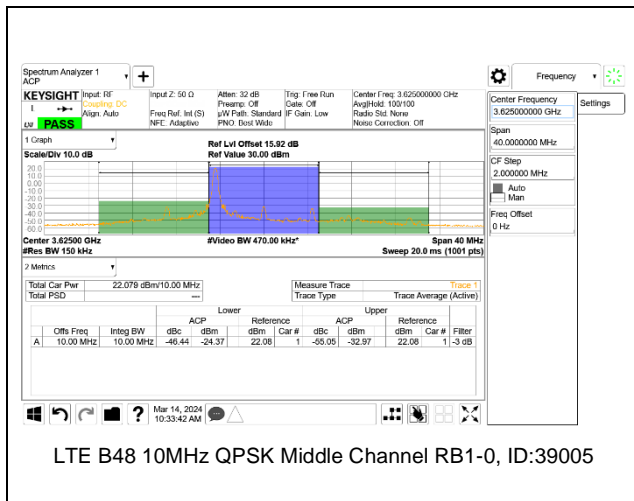 Spectrum Analyzer 1
ACP
Frequency
KEYSIGHT Input: RF Input Z: 50 Ω Atten: 32 dB Trig: Free Run Center Freq: 3.625000000 GHz
Coupling: DC Preamp: Off Gate: Off Avg|Hold: 100/100
Align: Auto Freq Ref: Int (S) µW Path: Standard IF Gain: Low Radio Std: None
PASS NFE: Adaptive PNO: Best Wide Noise Correction: Off
Center Frequency
3.625000000 GHz
Settings
Span
40.0000000 MHz
CF Step
2.000000 MHz
Auto
Man
Freq Offset
0 Hz
1 Graph
Scale/Div 10.0 dB
Ref Lvl Offset 15.92 dB
Ref Value 30.00 dBm
20.0
10.0
0.00
-10.0
-20.0
-30.0
-40.0
-50.0
-60.0
Center 3.62500 GHz #Video BW 470.00 kHz* Span 40 MHz
#Res BW 150 kHz Sweep 20.0 ms (1001 pts)
2 Metrics
Total Car Pwr 22.079 dBm/10.00 MHz Measure Trace Trace 1
Total PSD --- Trace Type Trace Average (Active)
Lower Upper
ACP Reference ACP Reference
Offs Freq Integ BW dBc dBm dBm Car # dBc dBm dBm Car # Filter
A 10.00 MHz 10.00 MHz -46.44 -24.37 22.08 1 -55.05 -32.97 22.08 1 -3 dB
Mar 14, 2024
10:33:42 AM
LTE B48 10MHz QPSK Middle Channel RB1-0, ID:39005